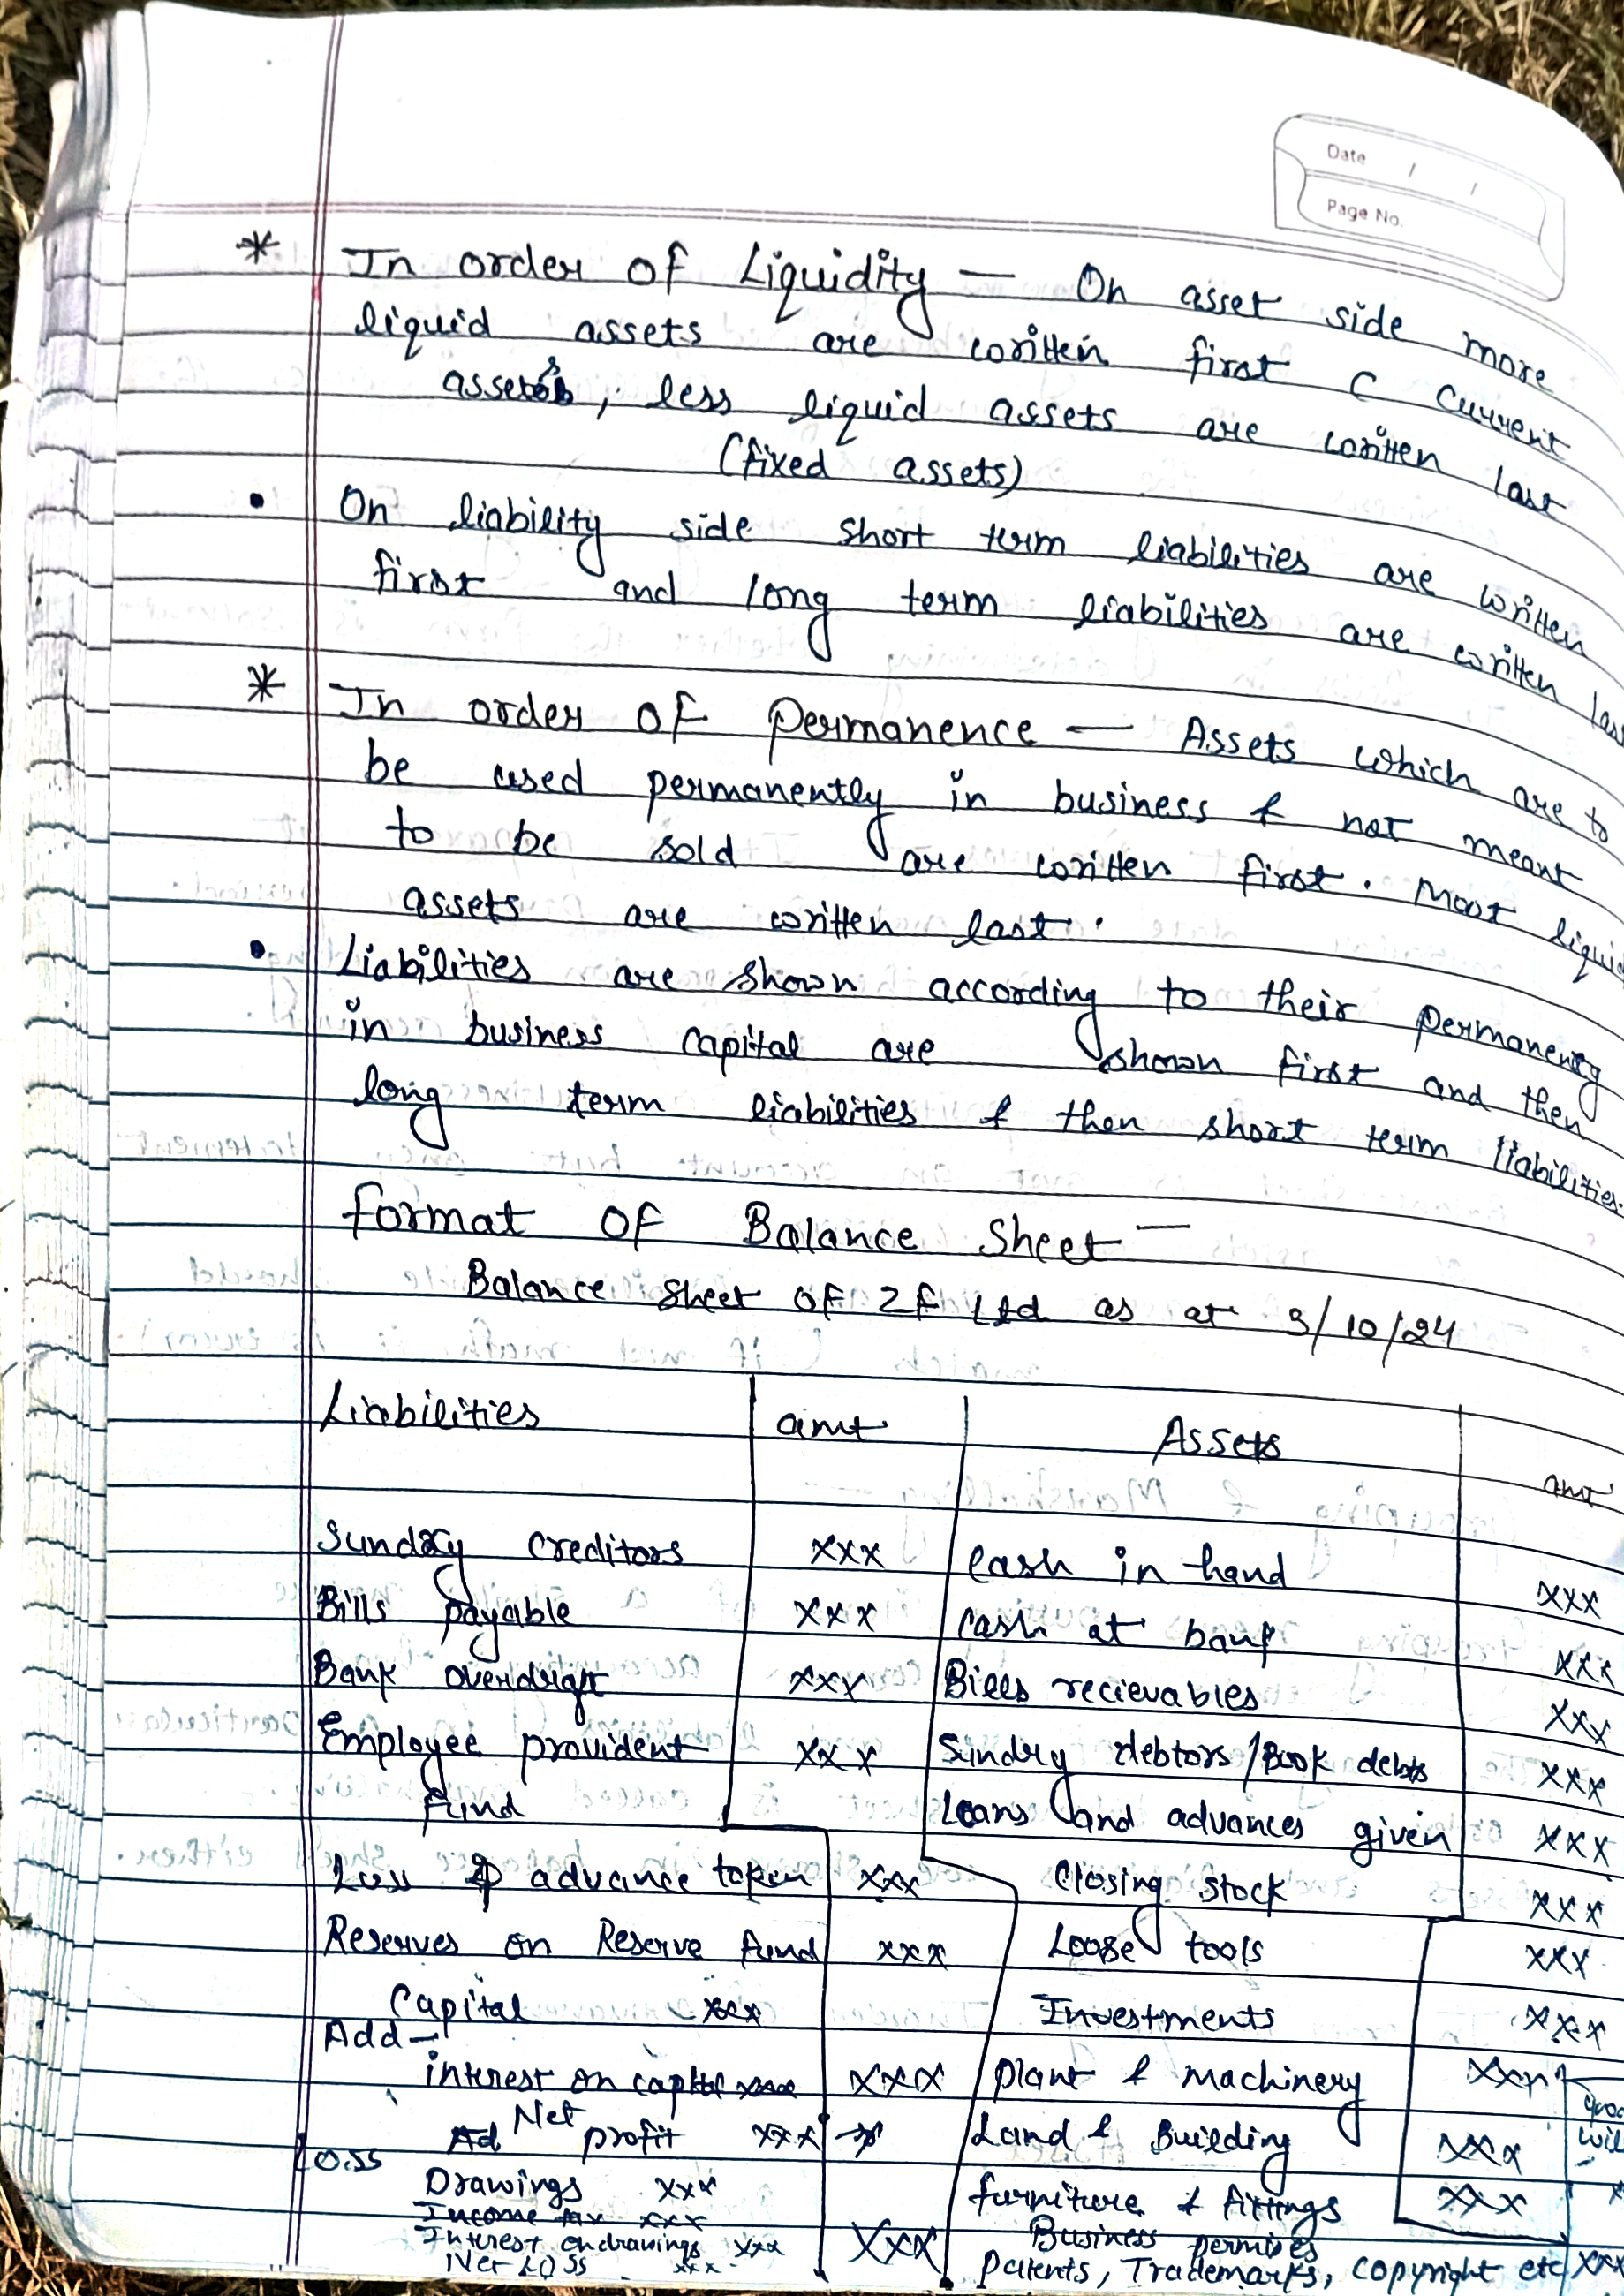 Date / /
Page No.
* In order of Liquidity — On asset side more
liquid assets are written first ( Current
assets, less liquid assets are written last
(fixed assets)
• On liability side short term liabilities are written
first and long term liabilities are written las
* In order of Permanence — Assets which are to
be used permanently in business & not meant
to be sold are written first. Most liquid
assets are written last.
• Liabilities are shown according to their permanency
in business capital are shown first and then
long term liabilities & then short term liabilities.
Format of Balance Sheet —
Balance Sheet of ZF Ltd as at 3/10/24
Liabilities amt Assets amt
Sundry creditors xxx Cash in hand xxx
Bills payable xxx Cash at bank xxx
Bank overdraft xxx Bills recievables xxx
Employee provident xxx Sundry debtors/Book debts xxx
fund Loans and advances given xxx
advance taken xxx Closing stock xxx
Reserves on Reserve fund xxx Loose tools xxx
Capital xxx Investments xxx
Add —
interest on capital xxx xxx Plant & machinery xxx
Net profit xxx Land & Building xxx
Loss
Drawings xxx furniture & fittings xxx
Income tax xxx
Interest on drawings xxx xxx Business
Net Loss xxx Patents, Trademarks, copyright etc xxx